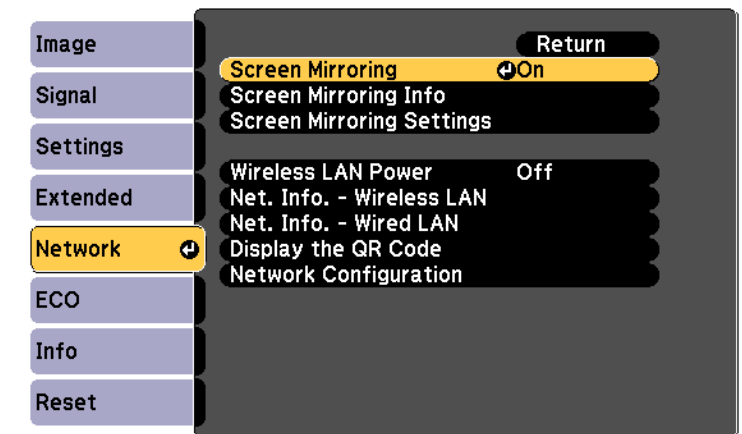 Image
Signal
Settings
Extended
Network
ECO
Info
Reset
Return
Screen Mirroring On
Screen Mirroring Info
Screen Mirroring Settings
Wireless LAN Power Off
Net. Info. - Wireless LAN
Net. Info. - Wired LAN
Display the QR Code
Network Configuration